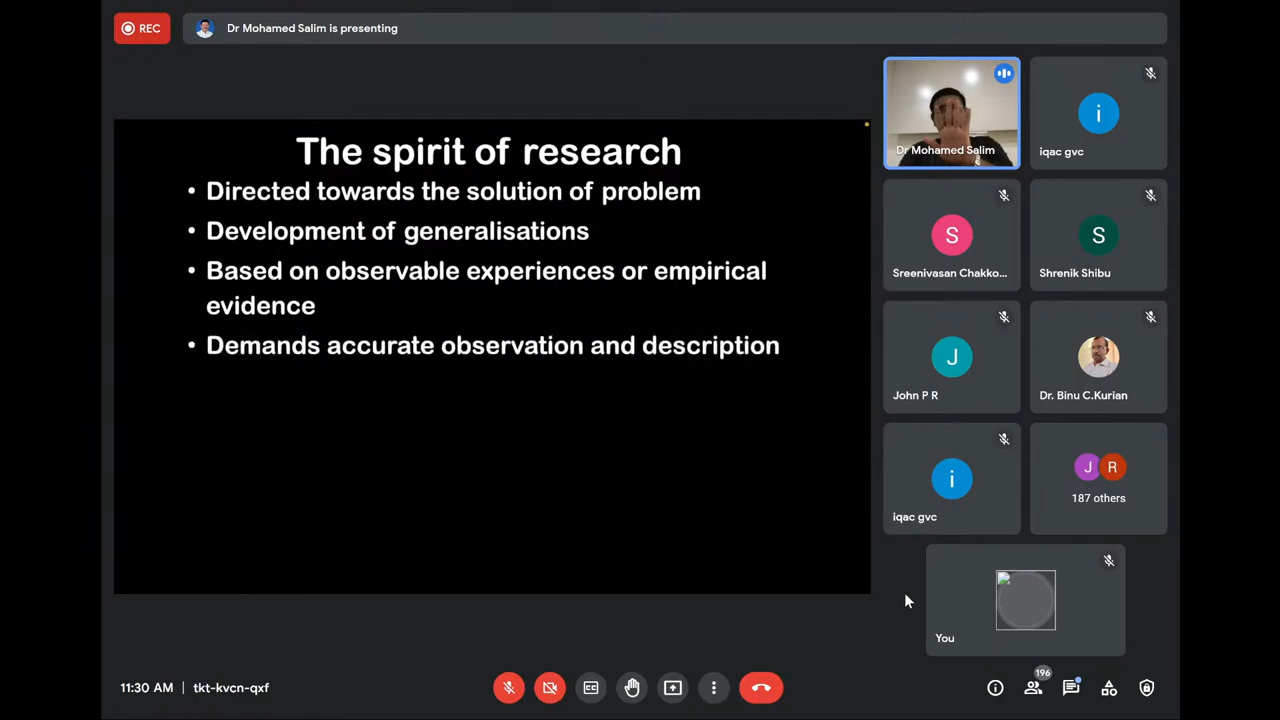 REC
Dr Mohamed Salim is presenting
The spirit of research
• Directed towards the solution of problem
• Development of generalisations
• Based on observable experiences or empirical
evidence
• Demands accurate observation and description
Dr Mohamed Salim
i
iqac gvc
S
Sreenivasan Chakko...
S
Shrenik Shibu
J
John P R
Dr. Binu C.Kurian
i
iqac gvc
J R
187 others
You
11:30 AM | tkt-kvcn-qxf
CC
196